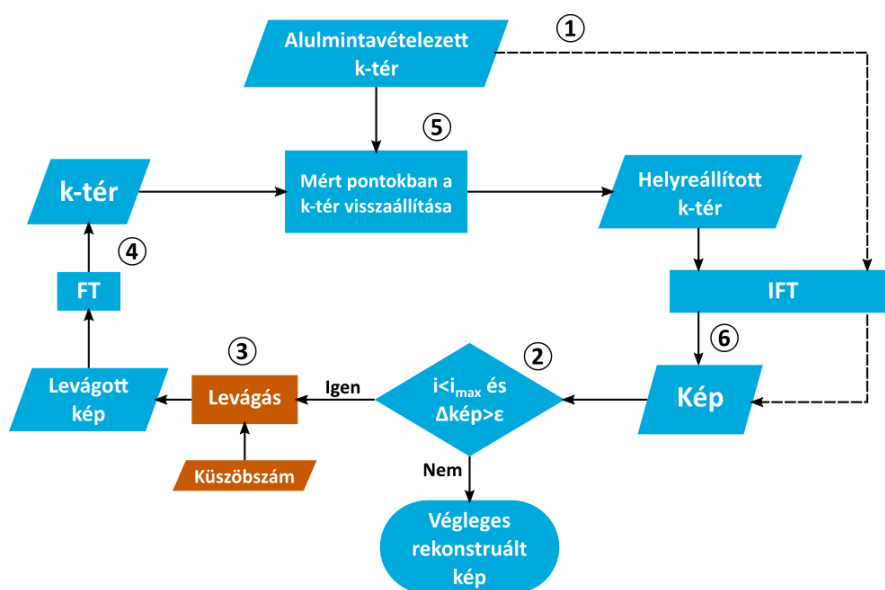 ①
Alulmintavételezett
k-tér
⑤
k-tér
Mért pontokban a
k-tér visszaállítása
Helyreállított
k-tér
④
FT
IFT
⑥
③
②
Levágott
kép
Levágás
Igen
i<imax és
Δkép>ε
Kép
Küszöbszám
Nem
Végleges
rekonstruált
kép